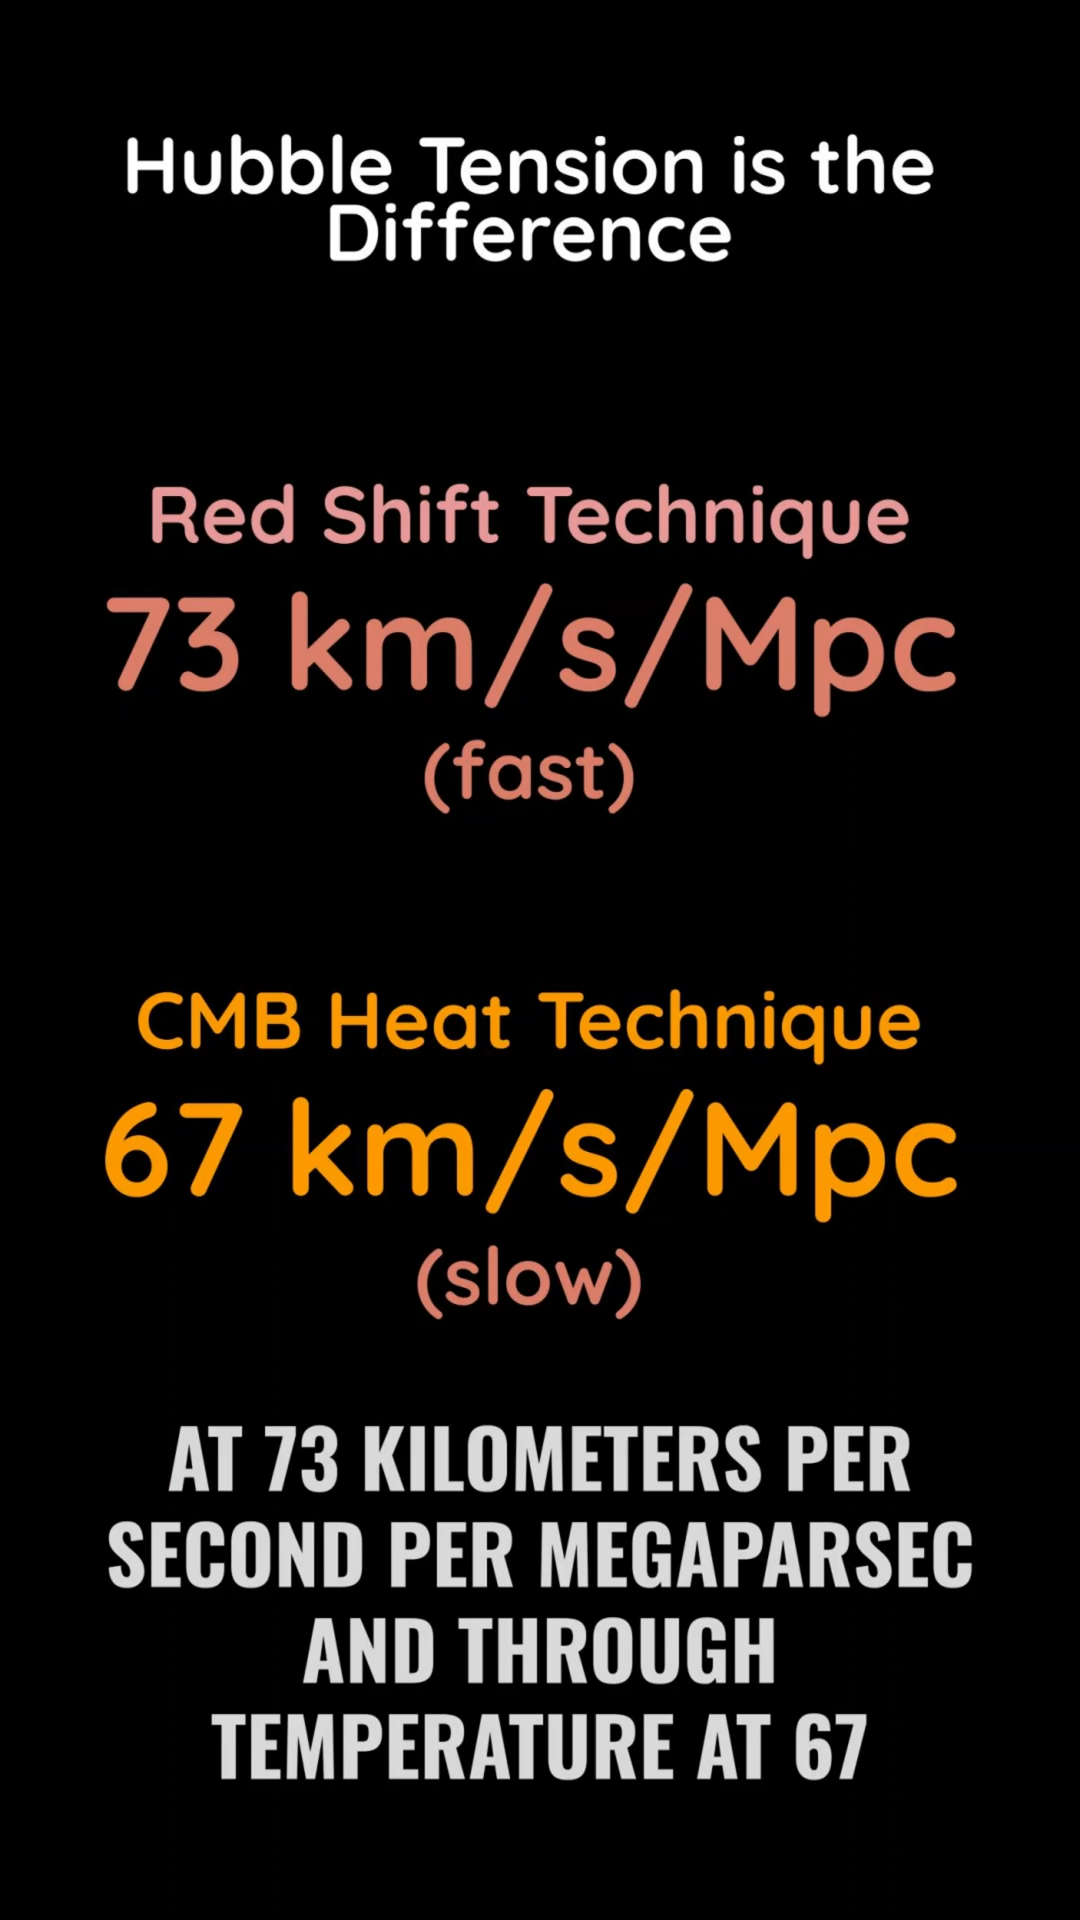 Hubble Tension is the
Difference
Red Shift Technique
73 km/s/Mpc
(fast)
CMB Heat Technique
67 km/s/Mpc
(slow)
AT 73 KILOMETERS PER
SECOND PER MEGAPARSEC
AND THROUGH
TEMPERATURE AT 67